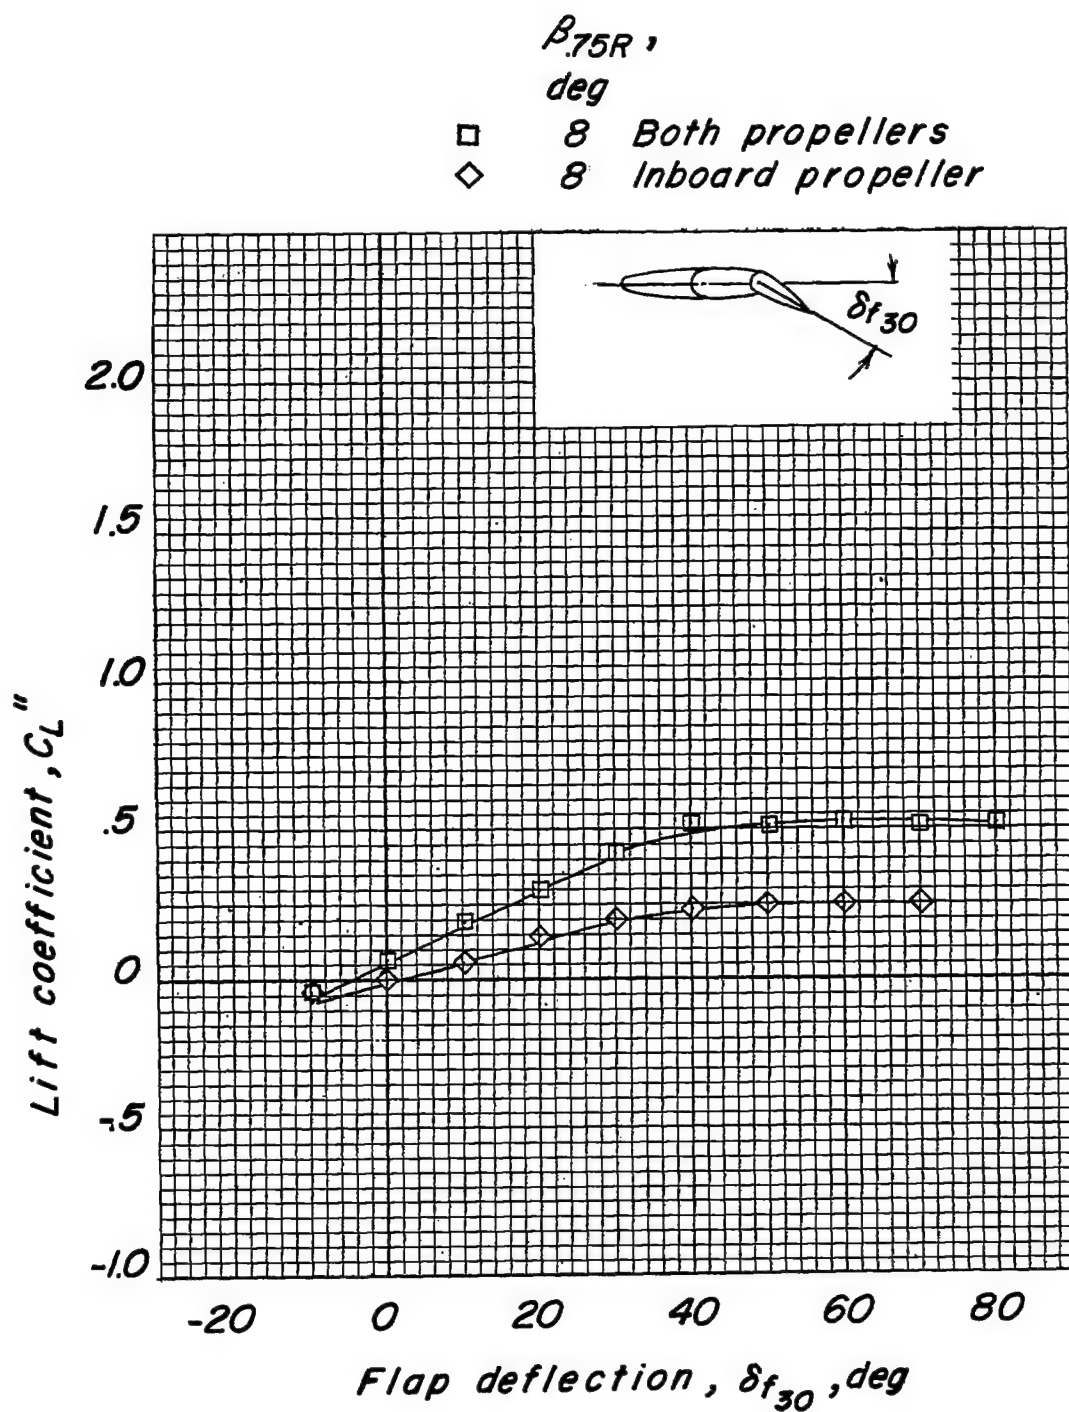 β.75R,
deg
□ 8 Both propellers
◇ 8 Inboard propeller
δf30
2.0
1.5
1.0
.5
0
-.5
-1.0
Lift coefficient, CL"
-20 0 20 40 60 80
Flap deflection, δf30, deg